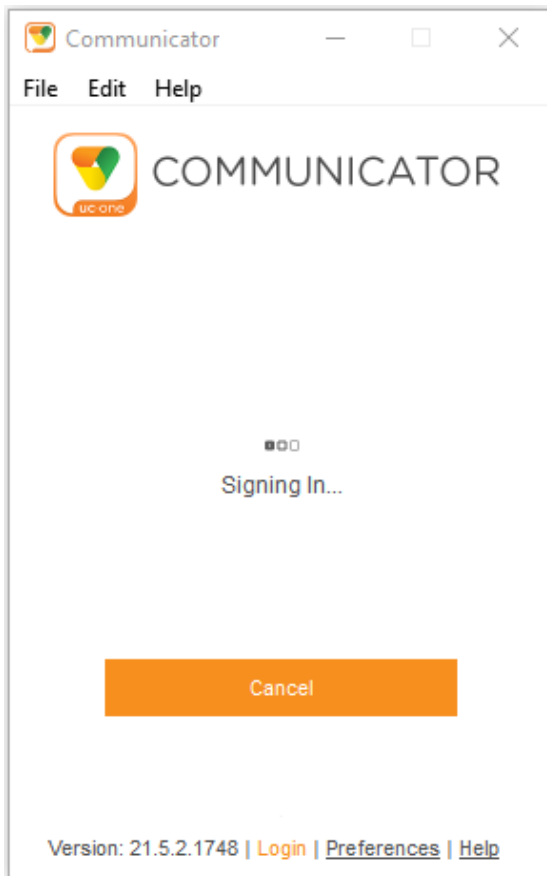 Communicator
File Edit Help
COMMUNICATOR
uc-one
Signing In...
Cancel
Version: 21.5.2.1748 | Login | Preferences | Help